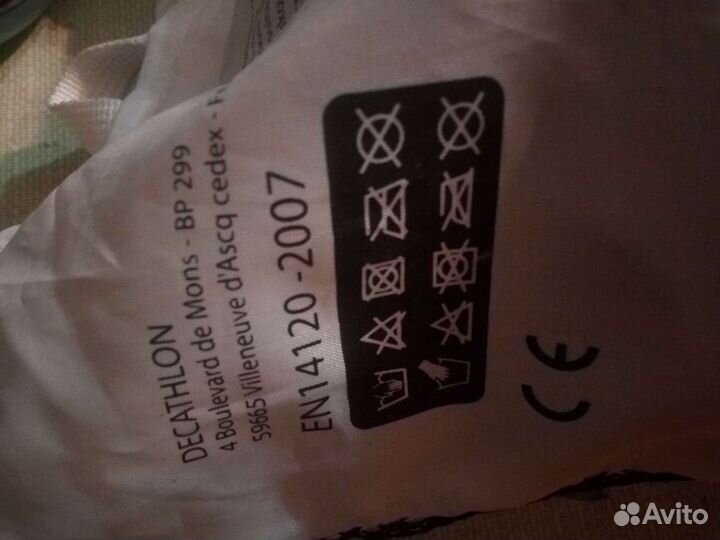 DECATHLON
4 Boulevard de Mons - BP 299
59665 Villeneuve d'Ascq cedex -
EN14120 -2007
CE
Avito